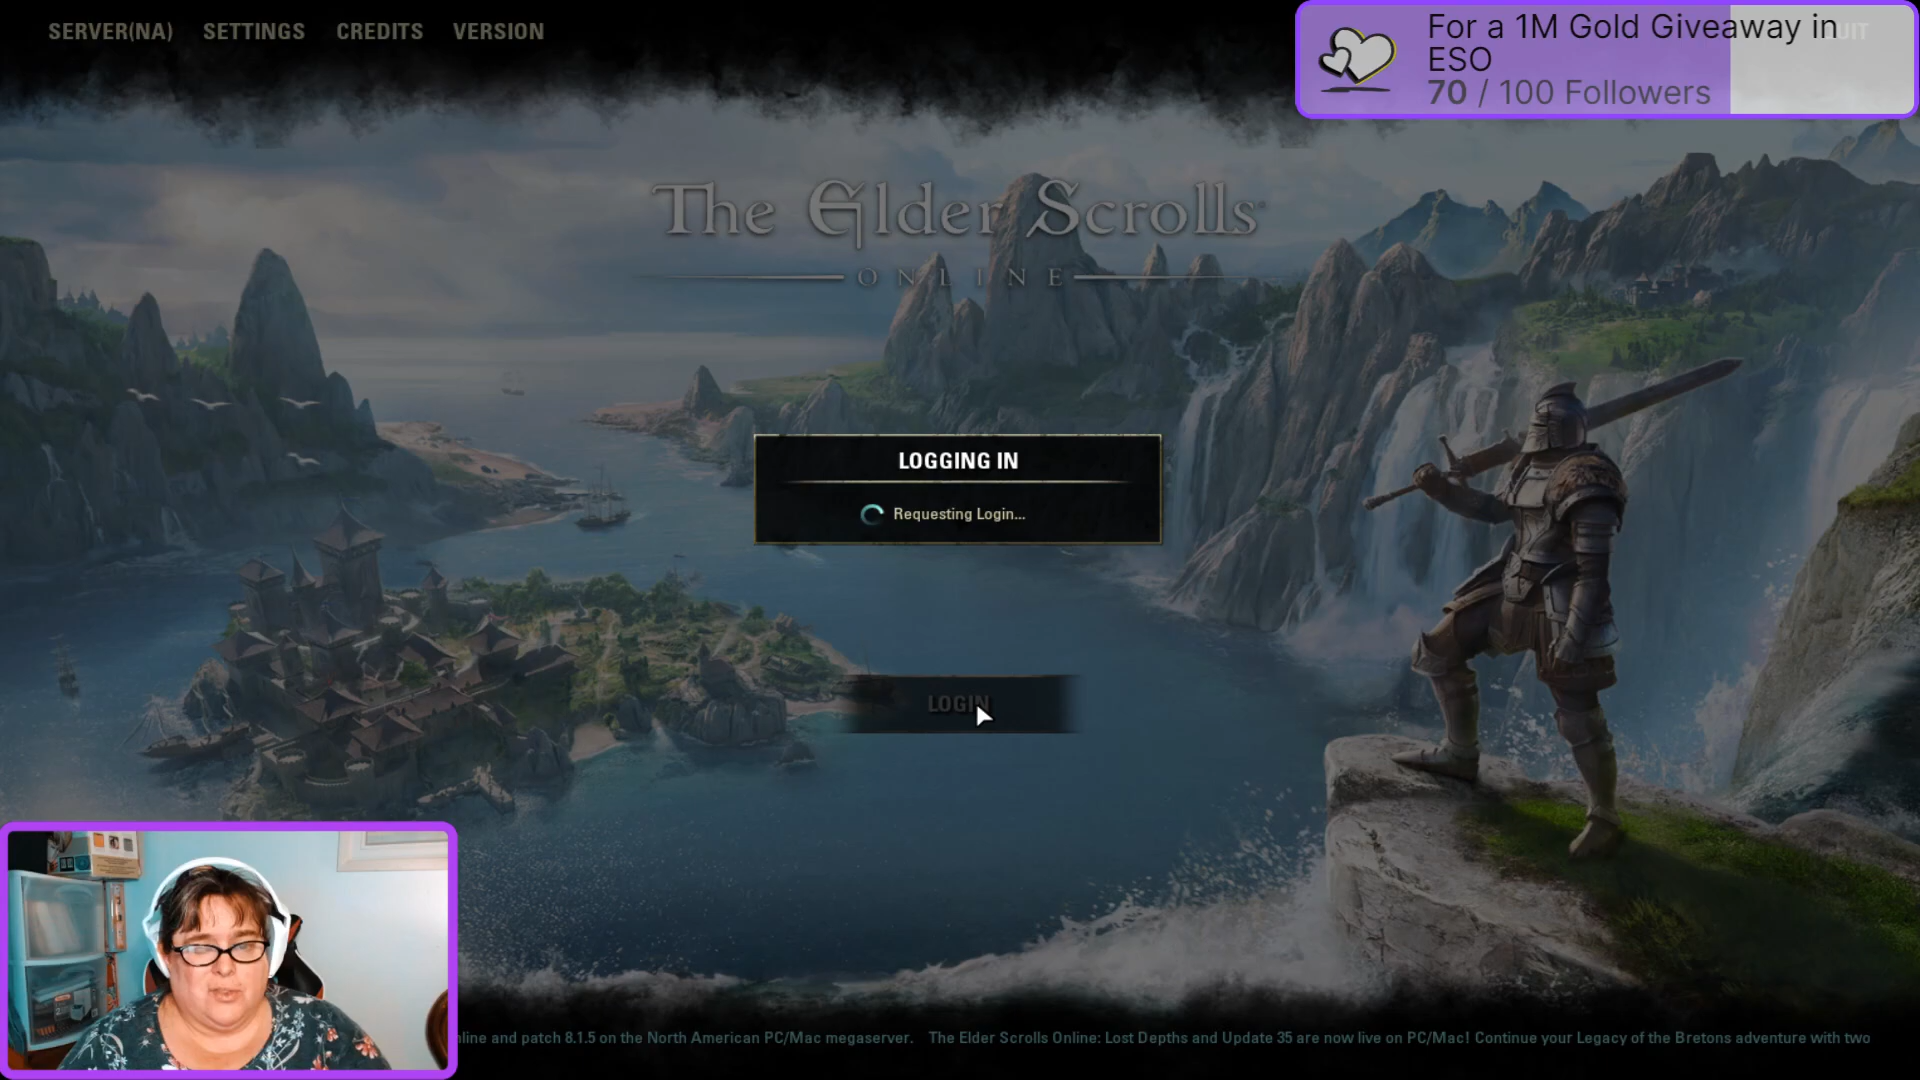 SERVER(NA) SETTINGS CREDITS VERSION
For a 1M Gold Giveaway in
ESO
70 / 100 Followers
The Elder Scrolls
ONLINE
LOGGING IN
Requesting Login...
LOGIN
and patch 8.1.5 on the North American PC/Mac megaserver. The Elder Scrolls Online: Lost Depths and Update 35 are now live on PC/Mac! Continue your Legacy of the Bretons adventure with two